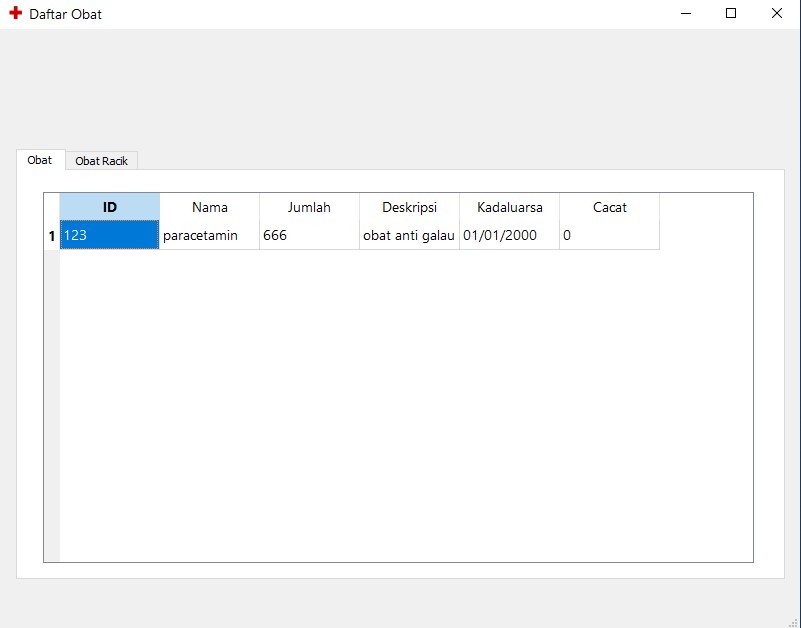 Daftar Obat
Obat Obat Racik
ID Nama Jumlah Deskripsi Kadaluarsa Cacat
1 123 paracetamin 666 obat anti galau 01/01/2000 0